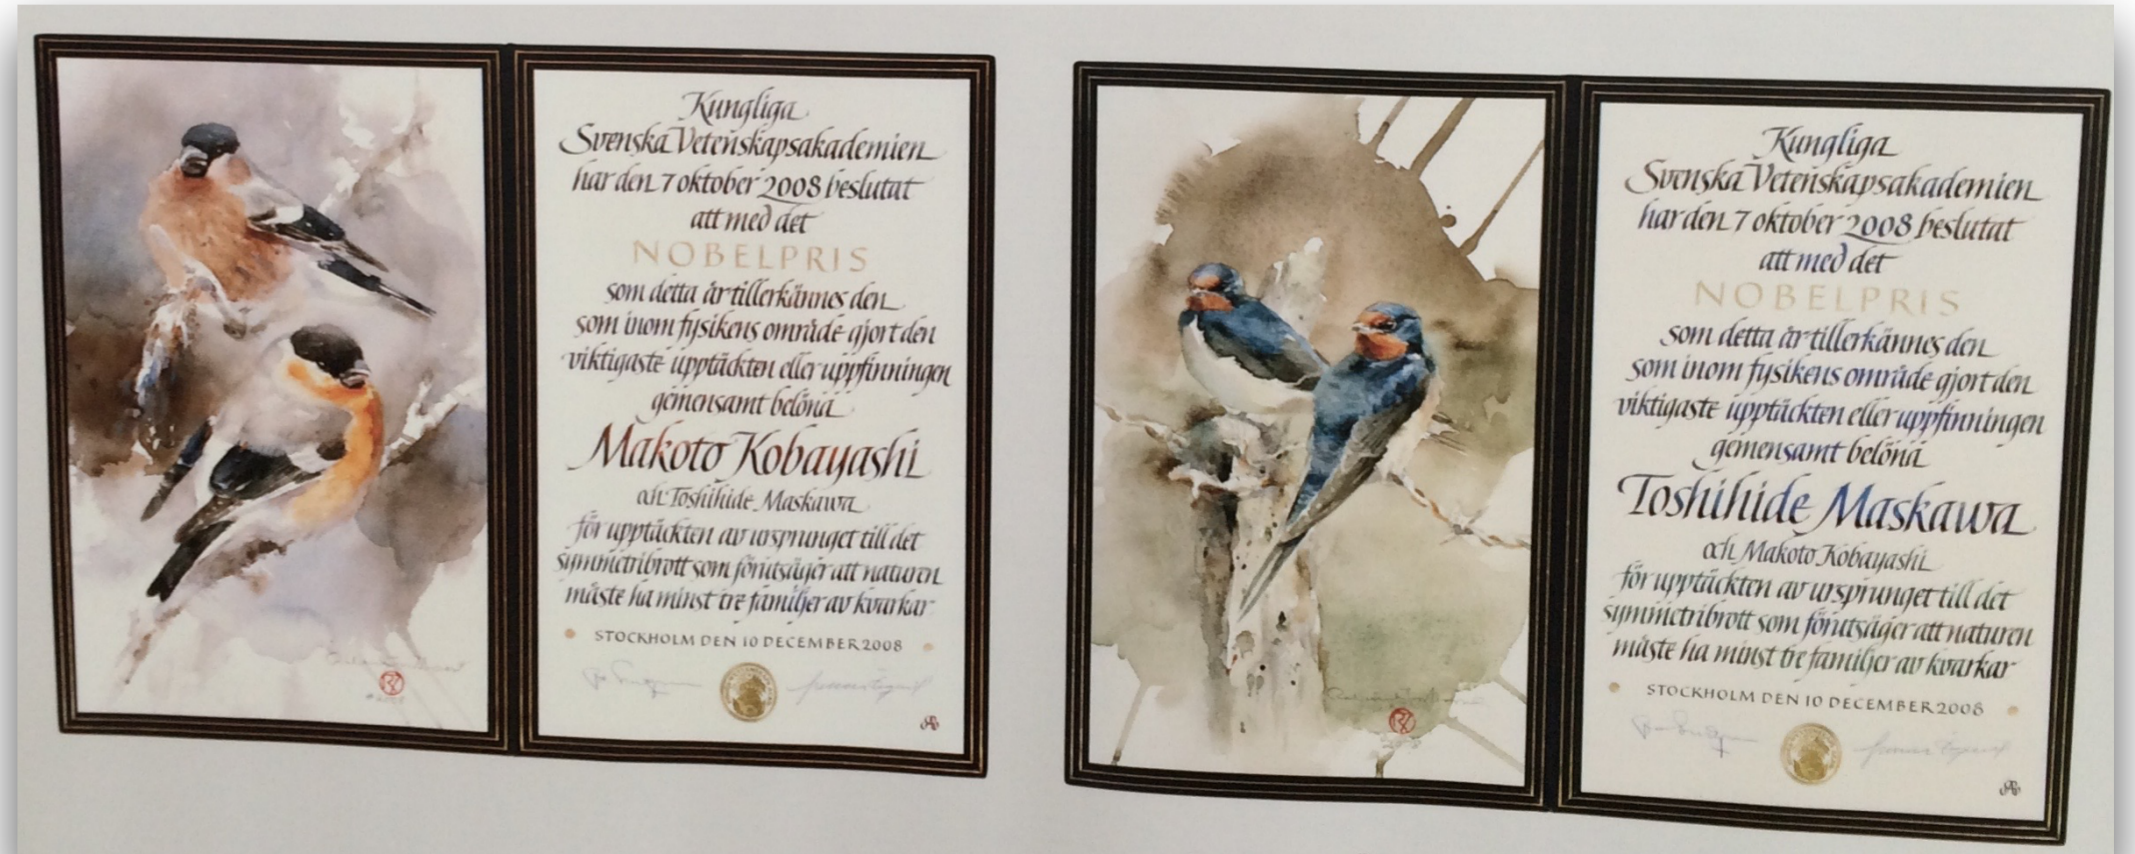 Kungliga
Svenska Vetenskapsakademien
har den 7 oktober 2008 beslutat
att med det
NOBELPRIS
som detta år tillerkännes den
som inom fysikens område gjort den
viktigaste upptäckten eller uppfinningen
gemensamt belöna
Makoto Kobayashi
och Toshihide Maskawa
för upptäckten av ursprunget till det
symmetribrott som förutsäger att naturen
måste ha minst tre familjer av kvarkar
STOCKHOLM DEN 10 DECEMBER 2008
Kungliga
Svenska Vetenskapsakademien
har den 7 oktober 2008 beslutat
att med det
NOBELPRIS
som detta år tillerkännes den
som inom fysikens område gjort den
viktigaste upptäckten eller uppfinningen
gemensamt belöna
Toshihide Maskawa
och Makoto Kobayashi
för upptäckten av ursprunget till det
symmetribrott som förutsäger att naturen
måste ha minst tre familjer av kvarkar
STOCKHOLM DEN 10 DECEMBER 2008